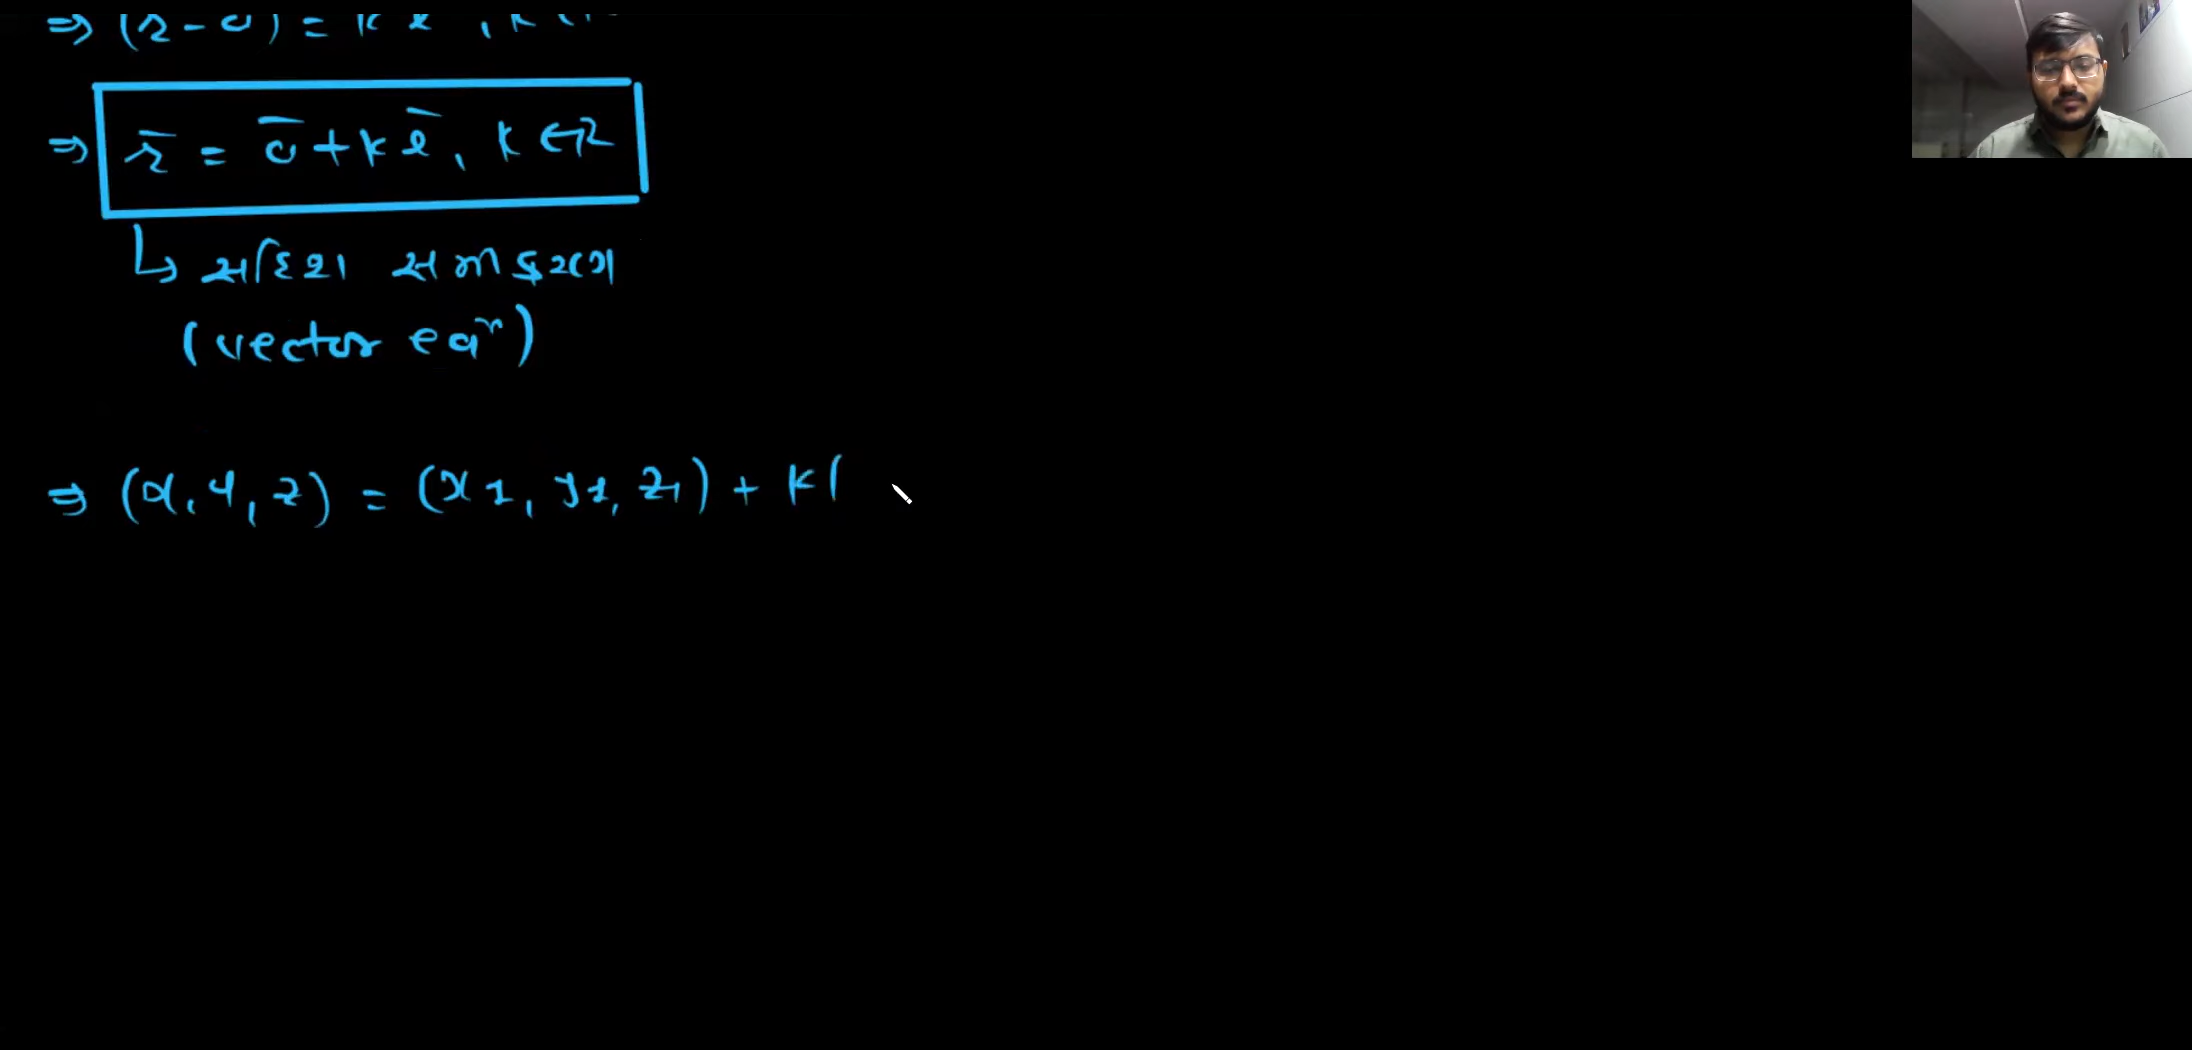 ⇒ r̄ = ā + k l̄, k ∈ R
↳ સદિશ સમીકરણ
(vector eqⁿ)
⇒ (x, y, z) = (x1, y1, z1) + k(